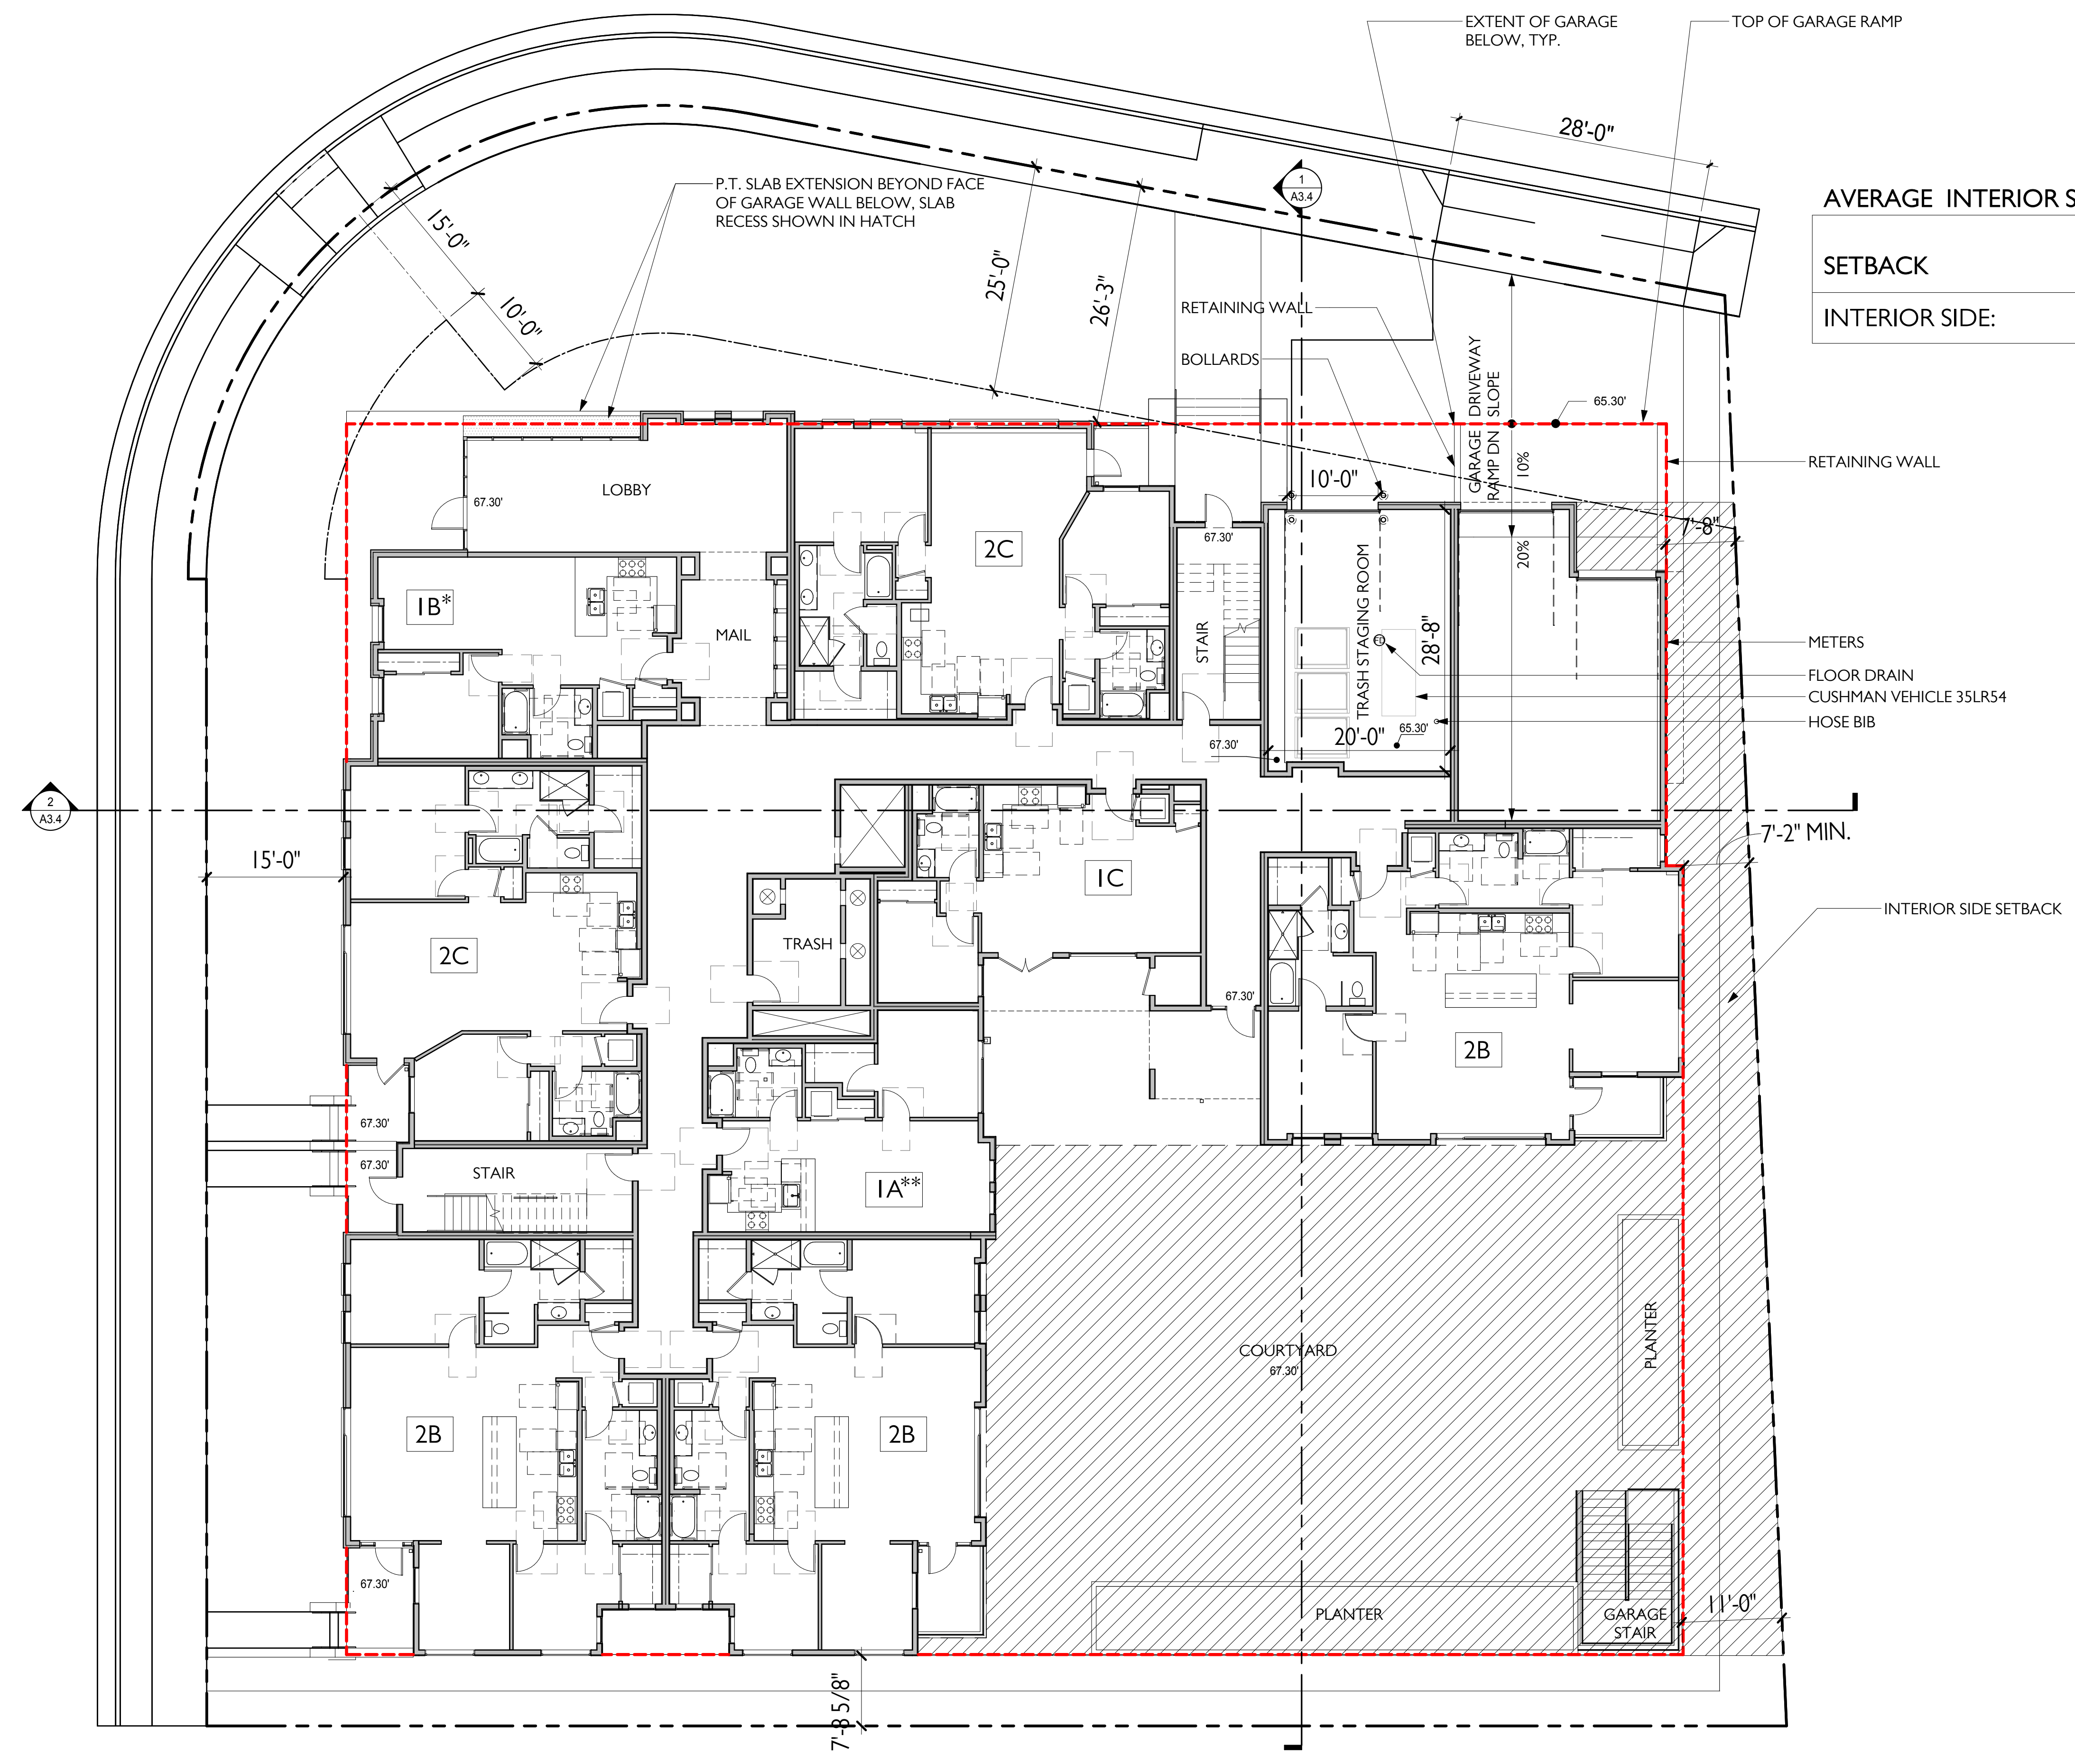 EXTENT OF GARAGE
BELOW, TYP.
TOP OF GARAGE RAMP
28'-0"
AVERAGE INTERIOR S
SETBACK
INTERIOR SIDE:
P.T. SLAB EXTENSION BEYOND FACE
OF GARAGE WALL BELOW, SLAB
RECESS SHOWN IN HATCH
1
A3.4
15'-0"
10'-0"
25'-0"
26'-3"
RETAINING WALL
BOLLARDS
GARAGE DRIVEWAY
RAMP DN SLOPE
10%
20%
65.30'
RETAINING WALL
10'-0"
7'-8"
LOBBY
67.30'
2C
67.30'
1B*
MAIL
STAIR
TRASH STAGING ROOM
FD
28'-8"
METERS
FLOOR DRAIN
CUSHMAN VEHICLE 35LR54
HOSE BIB
67.30'
20'-0"
65.30'
2
A3.4
15'-0"
7'-2" MIN.
1C
INTERIOR SIDE SETBACK
2C
TRASH
67.30'
2B
67.30'
67.30'
STAIR
1A**
COURTYARD
67.30'
PLANTER
2B
2B
67.30'
PLANTER
GARAGE
STAIR
11'-0"
7'-8 5/8"